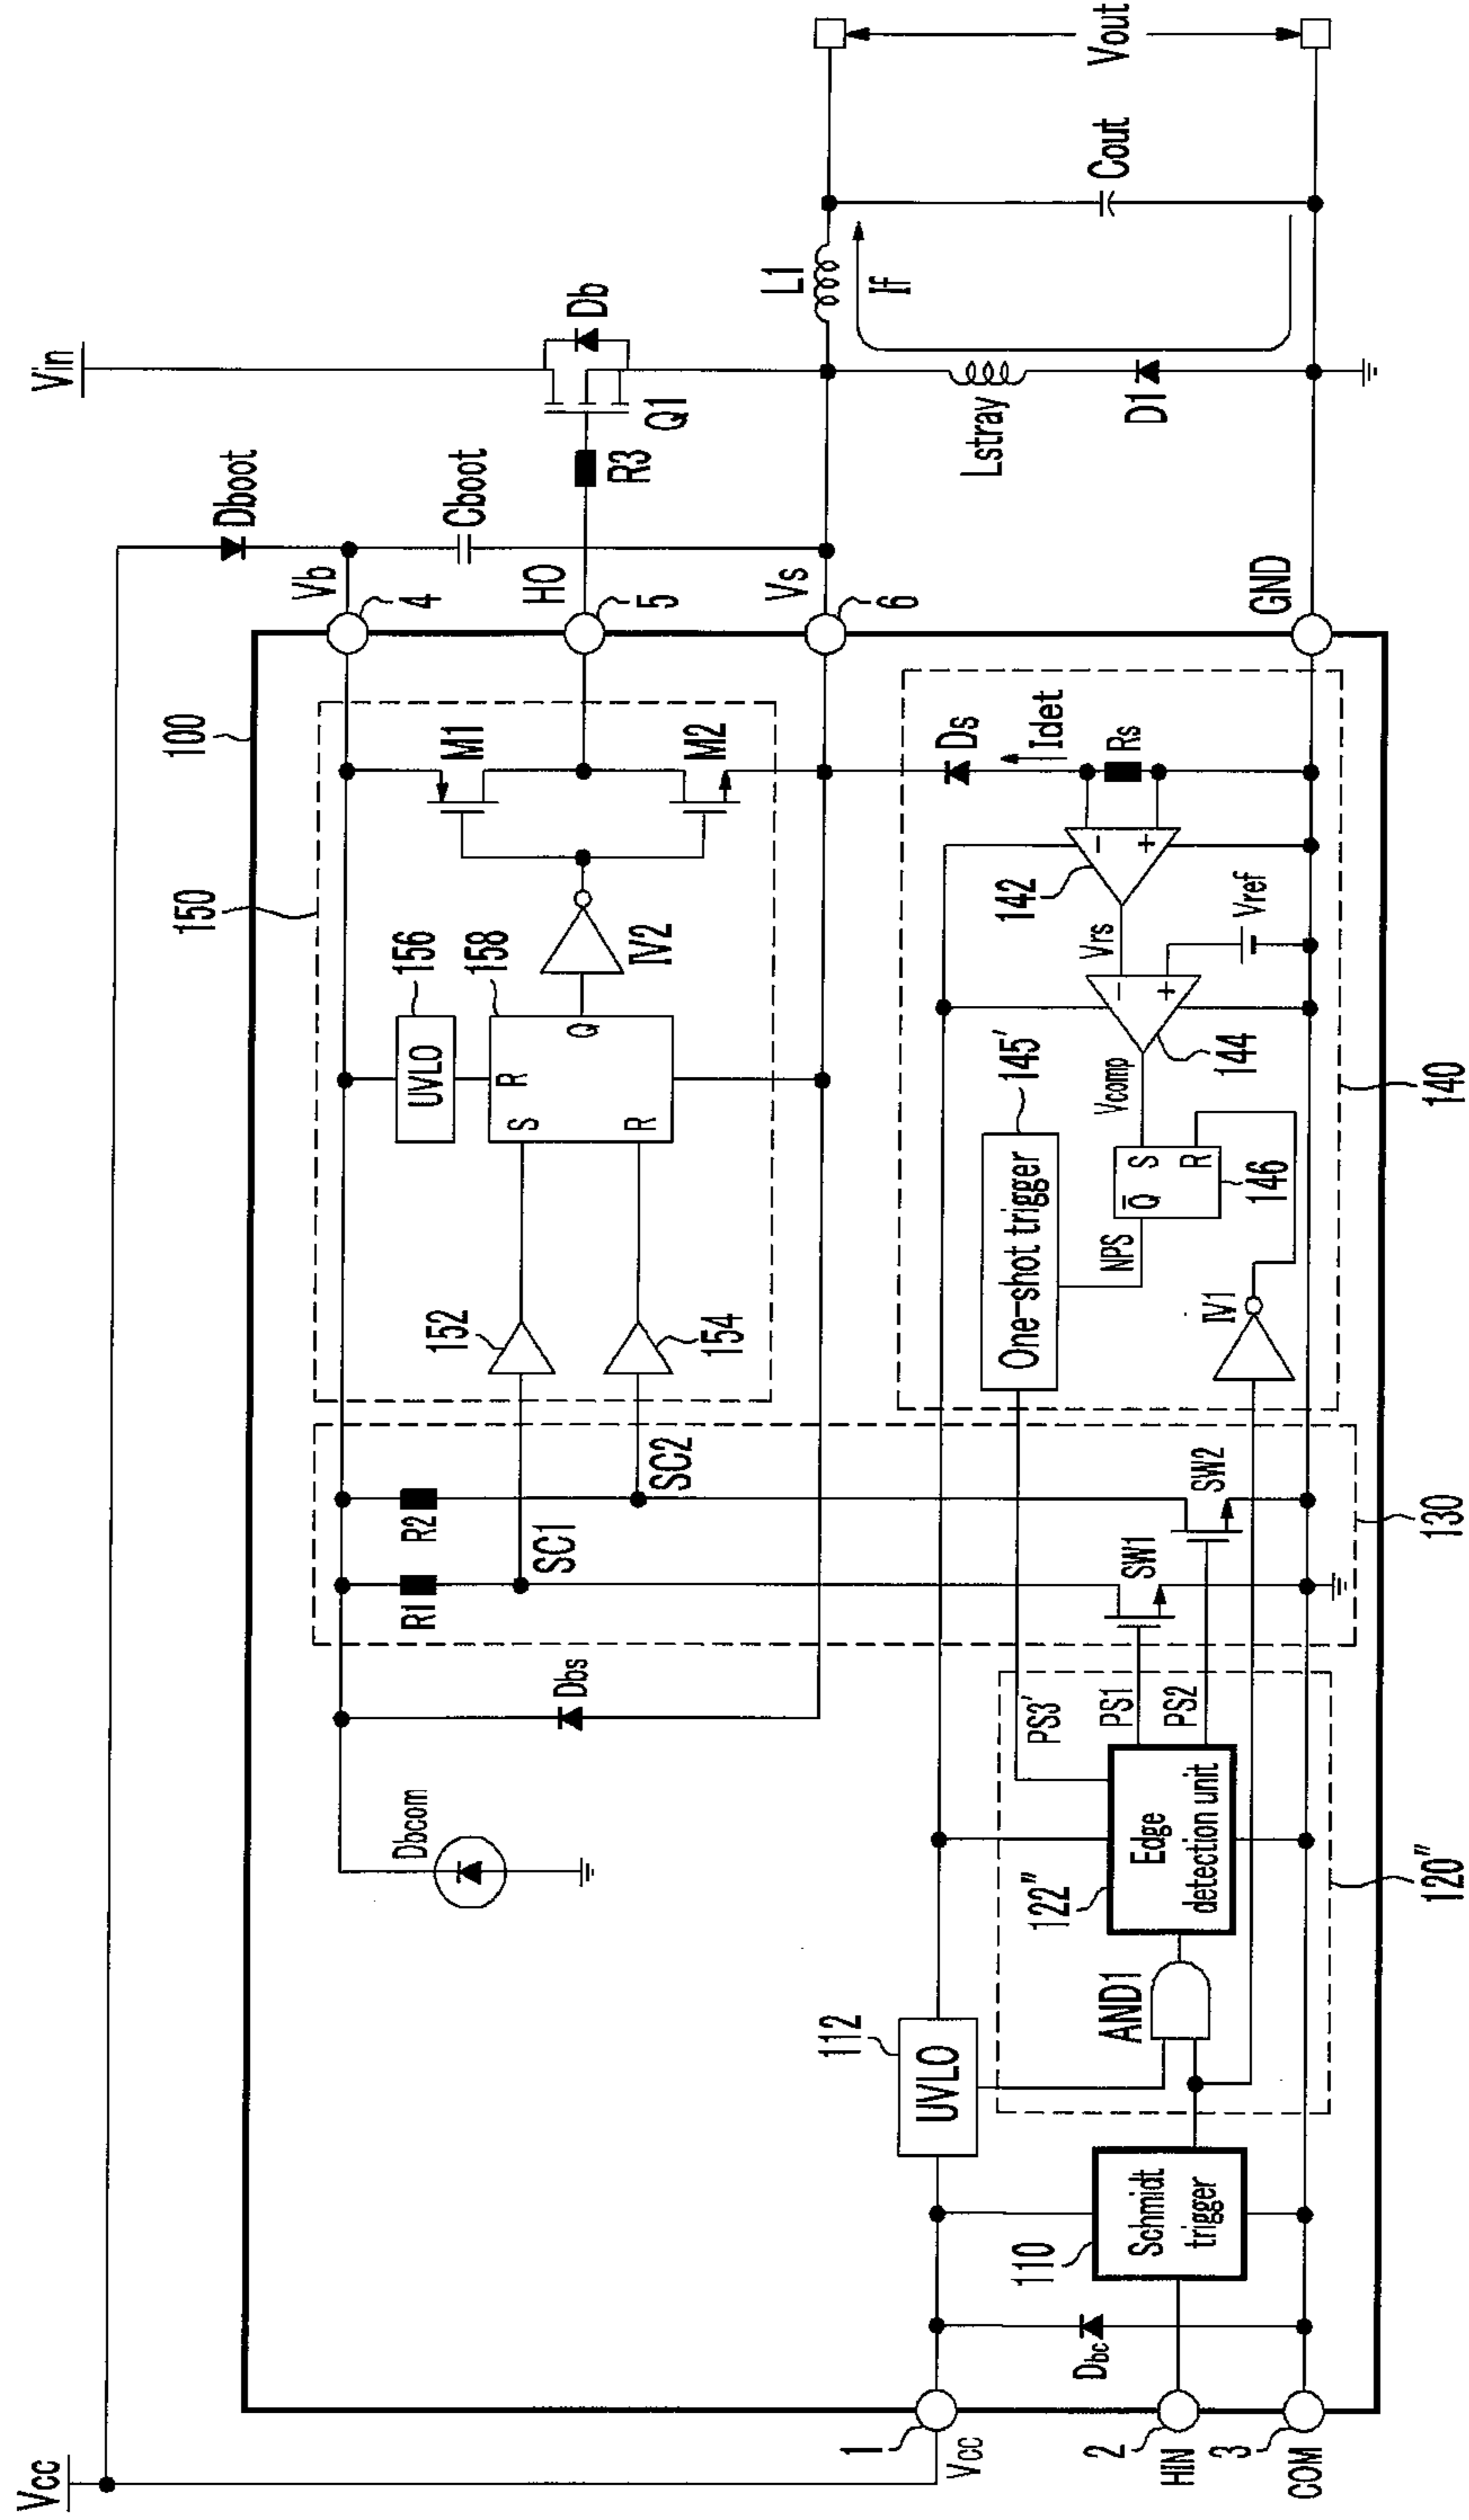 Vcc
Vin
Dboot
Vb
4
Cboot
HO
5
R3
Db
Q1
Vs
6
L1
If
Lstray
D1
Cout
Vout
GND
100
150
M1
M2
156
UVLO
158
S
R
R
Q
IV2
152
154
R2
R1
SC1
SC2
Dbs
Dbcom
Ds
Idet
Rs
142
-
+
Vrs
Vref
-
+
144
Vcomp
145'
One-shot trigger
NPS
Q
S
R
146
IV1
140
SW1
SW2
130
PS3'
PS1
PS2
122"
Edge
detection unit
AND1
120"
112
UVLO
110
Schmidt
trigger
Dbc
1
Vcc
2
HIN
3
COM